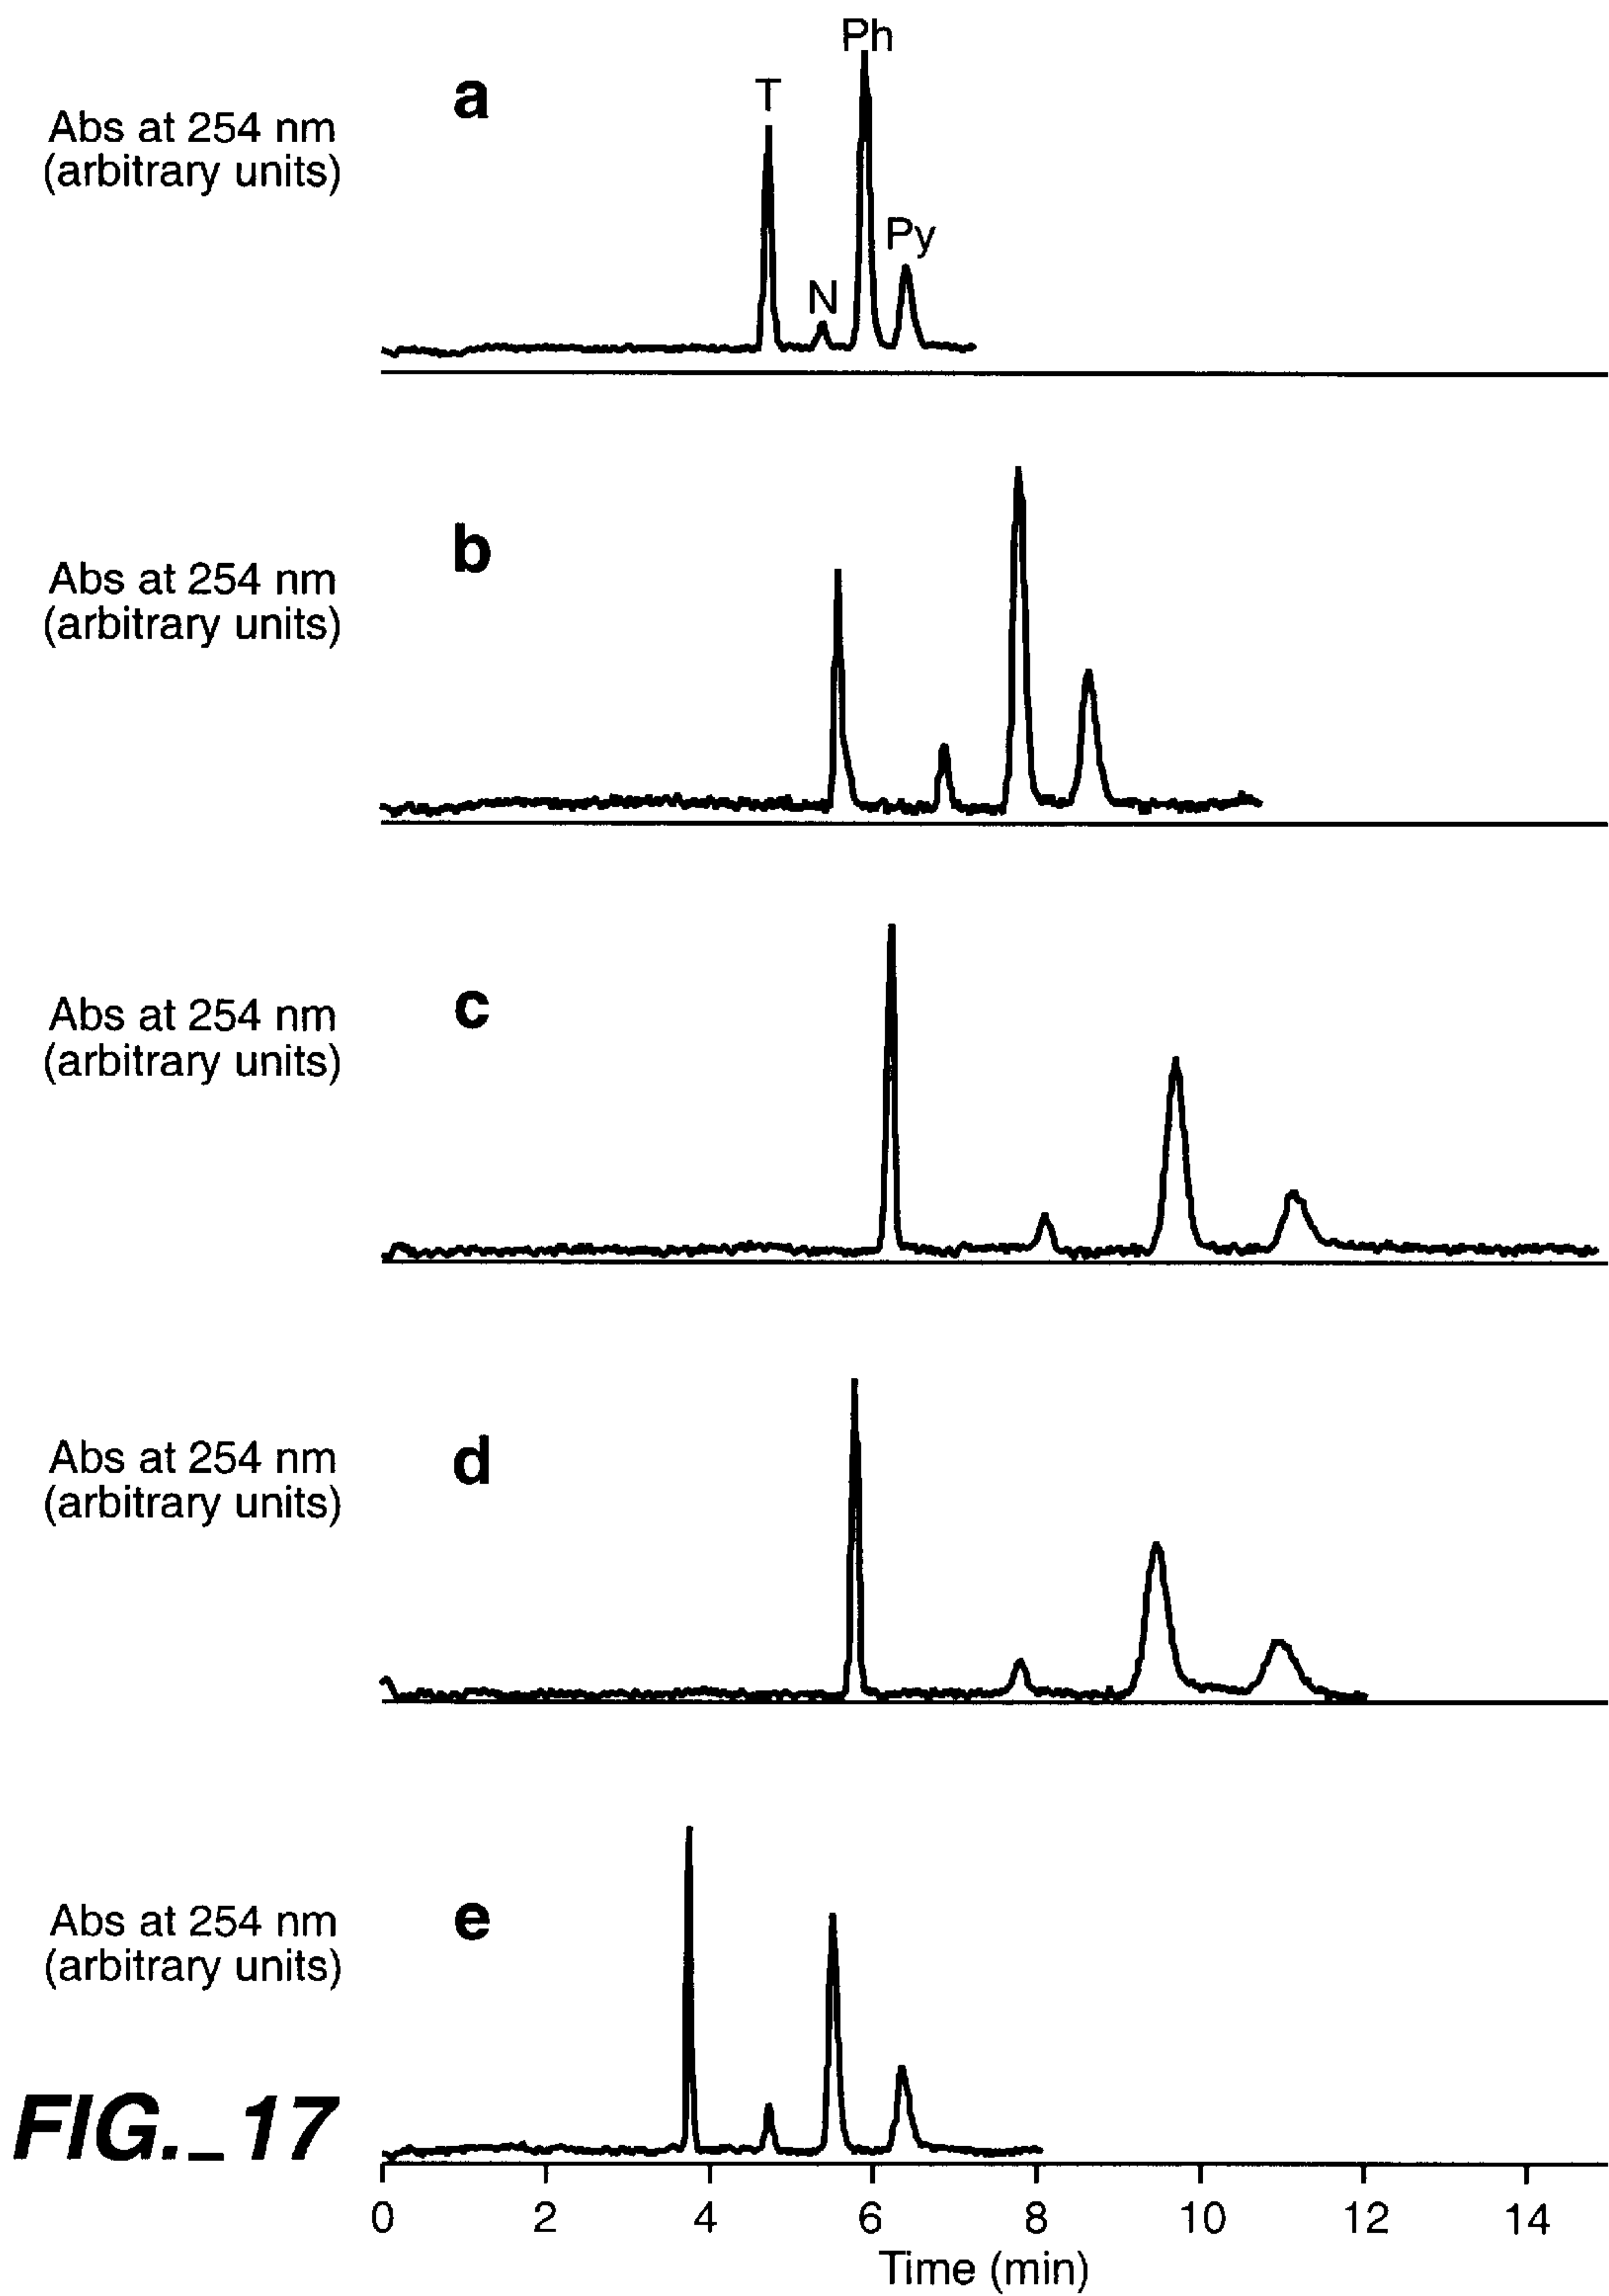 Ph
T
a
Abs at 254 nm
(arbitrary units)
Py
N
b
Abs at 254 nm
(arbitrary units)
c
Abs at 254 nm
(arbitrary units)
d
Abs at 254 nm
(arbitrary units)
e
Abs at 254 nm
(arbitrary units)
FIG._17
0 2 4 6 8 10 12 14
Time (min)